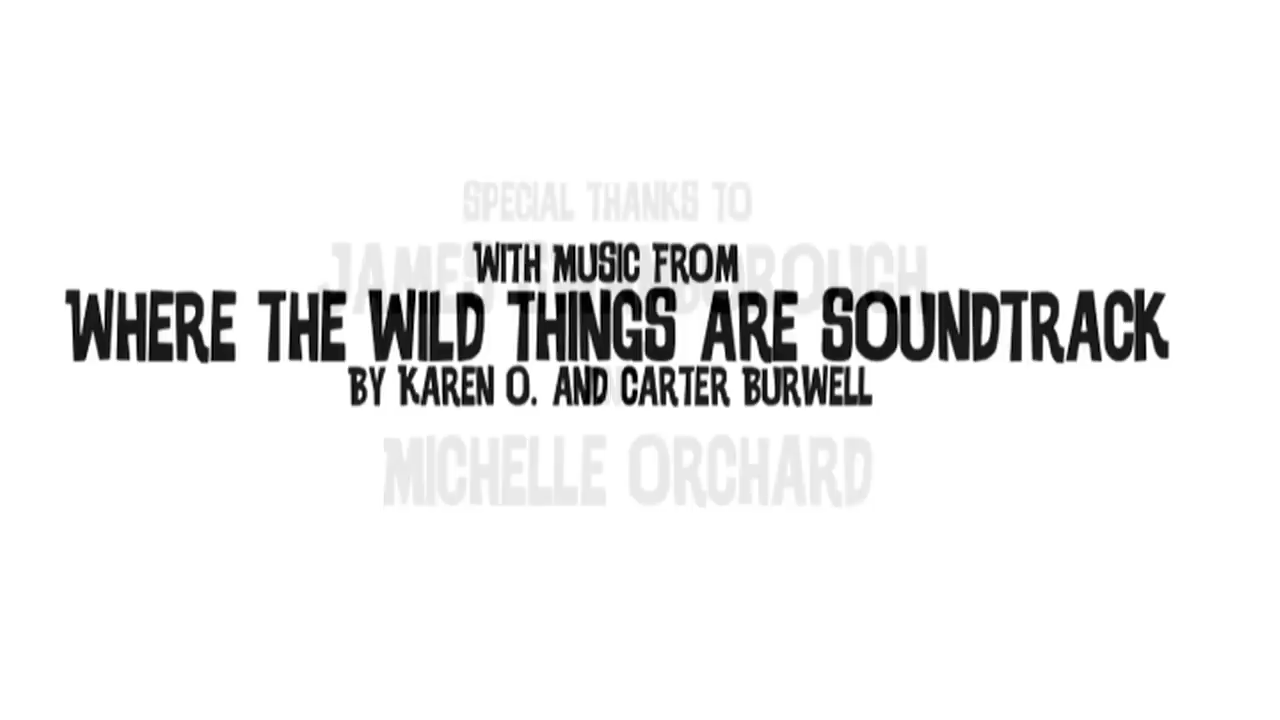 SPECIAL THANKS TO
WITH MUSIC FROM
JAMES
WHERE THE WILD THINGS ARE SOUNDTRACK
BY KAREN O. AND CARTER BURWELL
MICHELLE ORCHARD